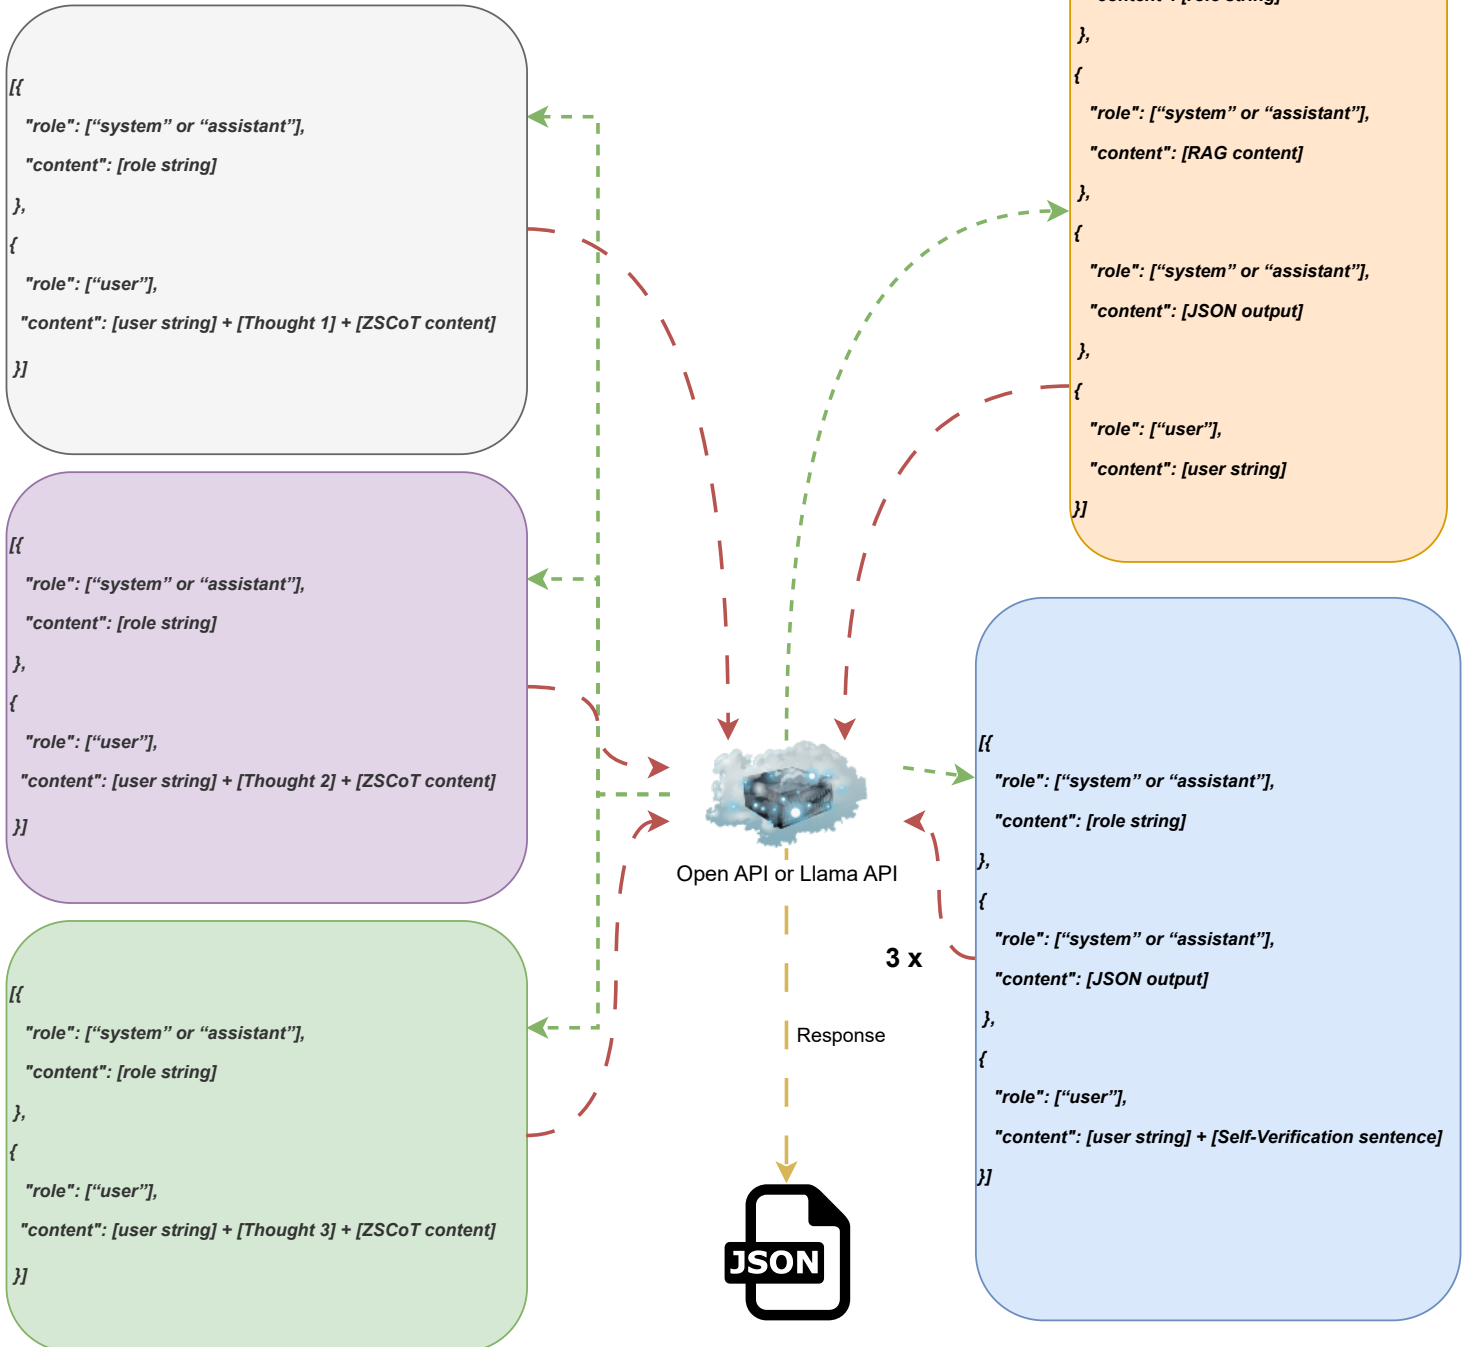 [{
"role": [“system” or “assistant”],
"content": [role string]
},
{
"role": [“user”],
"content": [user string] + [Thought 1] + [ZSCoT content]
}]
[{
"role": [“system” or “assistant”],
"content": [role string]
},
{
"role": [“user”],
"content": [user string] + [Thought 2] + [ZSCoT content]
}]
[{
"role": [“system” or “assistant”],
"content": [role string]
},
{
"role": [“user”],
"content": [user string] + [Thought 3] + [ZSCoT content]
}]
Open API or Llama API
3 x
Response
JSON
[role string]
},
{
"role": [“system” or “assistant”],
"content": [RAG content]
},
{
"role": [“system” or “assistant”],
"content": [JSON output]
},
{
"role": [“user”],
"content": [user string]
}]
[{
"role": [“system” or “assistant”],
"content": [role string]
},
{
"role": [“system” or “assistant”],
"content": [JSON output]
},
{
"role": [“user”],
"content": [user string] + [Self-Verification sentence]
}]